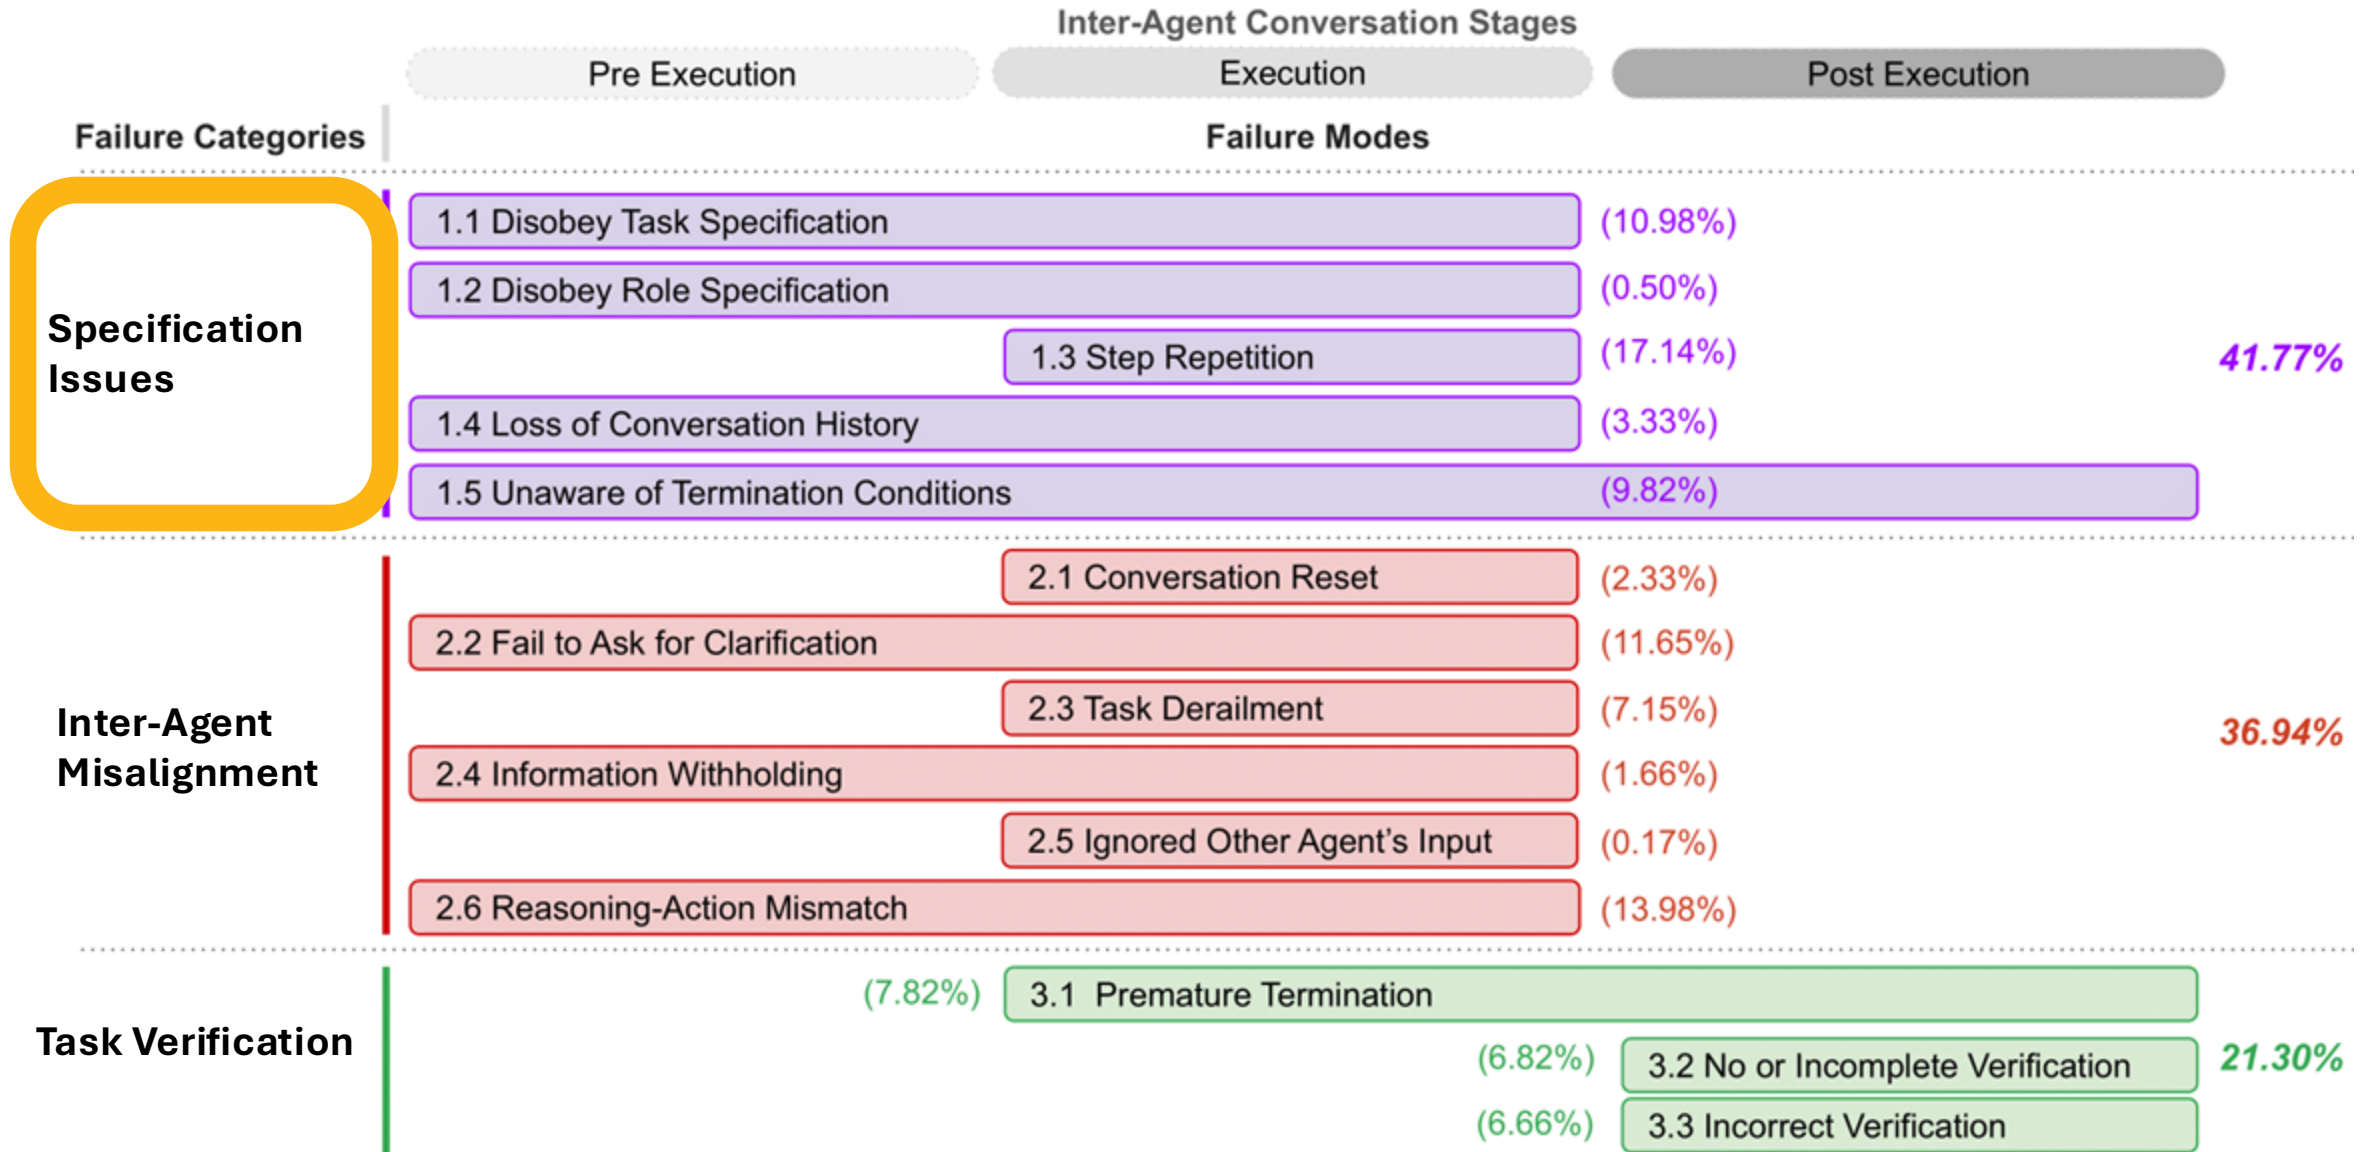 Inter-Agent Conversation Stages
Pre Execution
Execution
Post Execution
Failure Categories
Failure Modes
Specification
Issues
1.1 Disobey Task Specification
(10.98%)
1.2 Disobey Role Specification
(0.50%)
1.3 Step Repetition
(17.14%)
1.4 Loss of Conversation History
(3.33%)
1.5 Unaware of Termination Conditions
(9.82%)
41.77%
Inter-Agent
Misalignment
2.1 Conversation Reset
(2.33%)
2.2 Fail to Ask for Clarification
(11.65%)
2.3 Task Derailment
(7.15%)
2.4 Information Withholding
(1.66%)
2.5 Ignored Other Agent’s Input
(0.17%)
2.6 Reasoning-Action Mismatch
(13.98%)
36.94%
Task Verification
(7.82%)
3.1 Premature Termination
(6.82%)
3.2 No or Incomplete Verification
(6.66%)
3.3 Incorrect Verification
21.30%